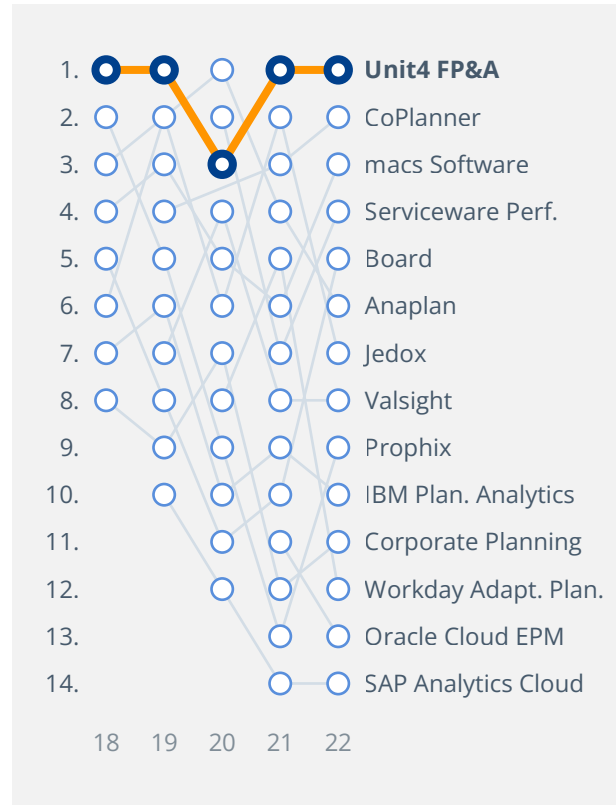 1. Unit4 FP&A
2. CoPlanner
3. macs Software
4. Serviceware Perf.
5. Board
6. Anaplan
7. Jedox
8. Valsight
9. Prophix
10. IBM Plan. Analytics
11. Corporate Planning
12. Workday Adapt. Plan.
13. Oracle Cloud EPM
14. SAP Analytics Cloud
18 19 20 21 22